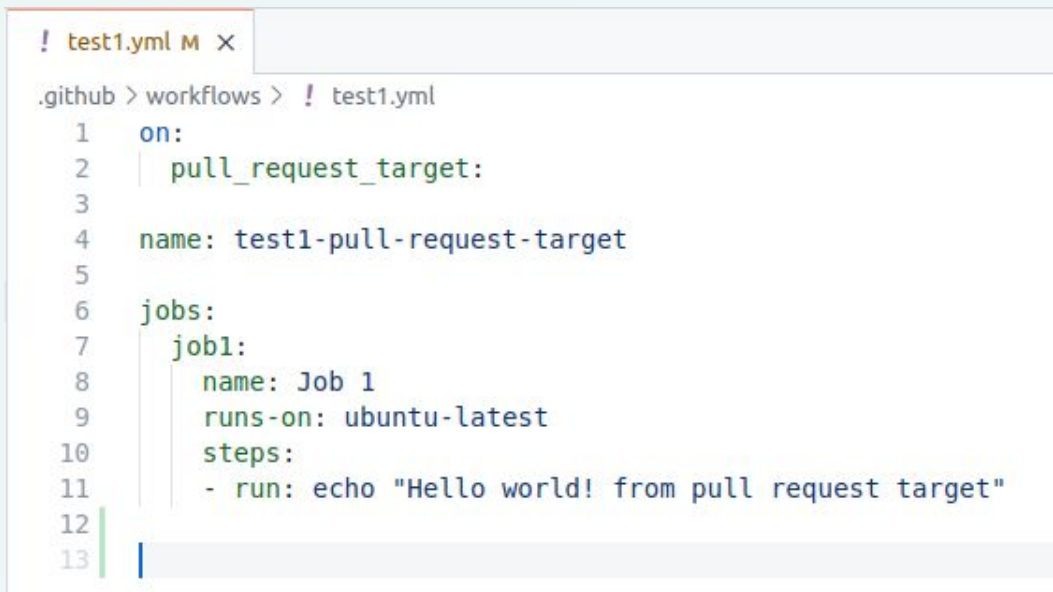 ! test1.yml M ×
.github > workflows > ! test1.yml
1 on:
2 pull_request_target:
3
4 name: test1-pull-request-target
5
6 jobs:
7 job1:
8 name: Job 1
9 runs-on: ubuntu-latest
10 steps:
11 - run: echo "Hello world! from pull request target"
12
13